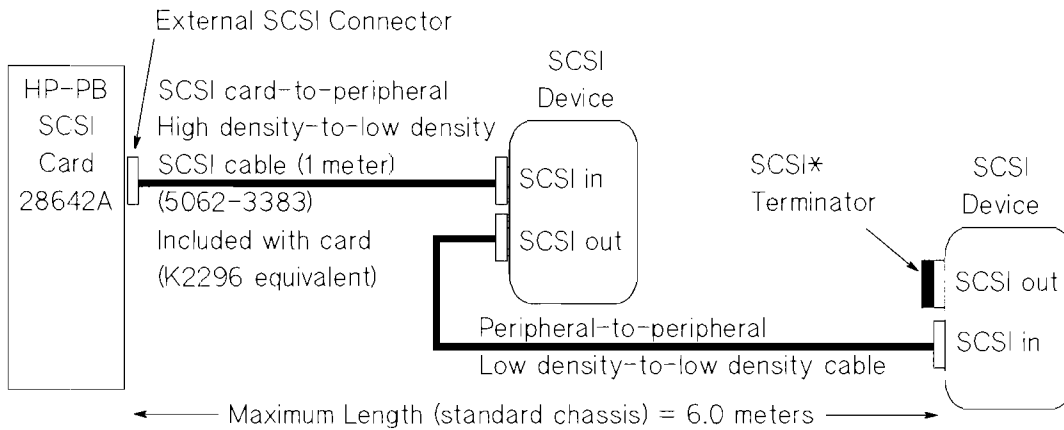 External SCSI Connector
HP-PB
SCSI
Card
28642A
SCSI card-to-peripheral
High density-to-low density
SCSI cable (1 meter)
(5062-3383)
Included with card
(K2296 equivalent)
SCSI
Device
SCSI in
SCSI out
SCSI*
Terminator
SCSI
Device
SCSI out
SCSI in
Peripheral-to-peripheral
Low density-to-low density cable
Maximum Length (standard chassis) = 6.0 meters